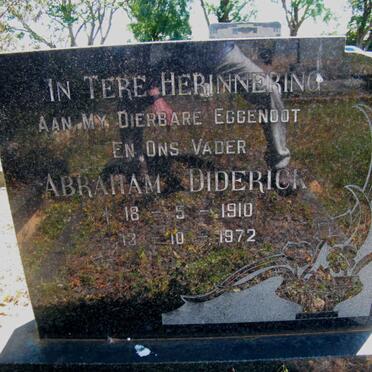 IN TERE HERINNERING
AAN MY DIERBARE EGGENOOT
EN ONS VADER
ABRAHAM DIDERICK
* 18 - 5 - 1910
† 13 - 10 - 1972